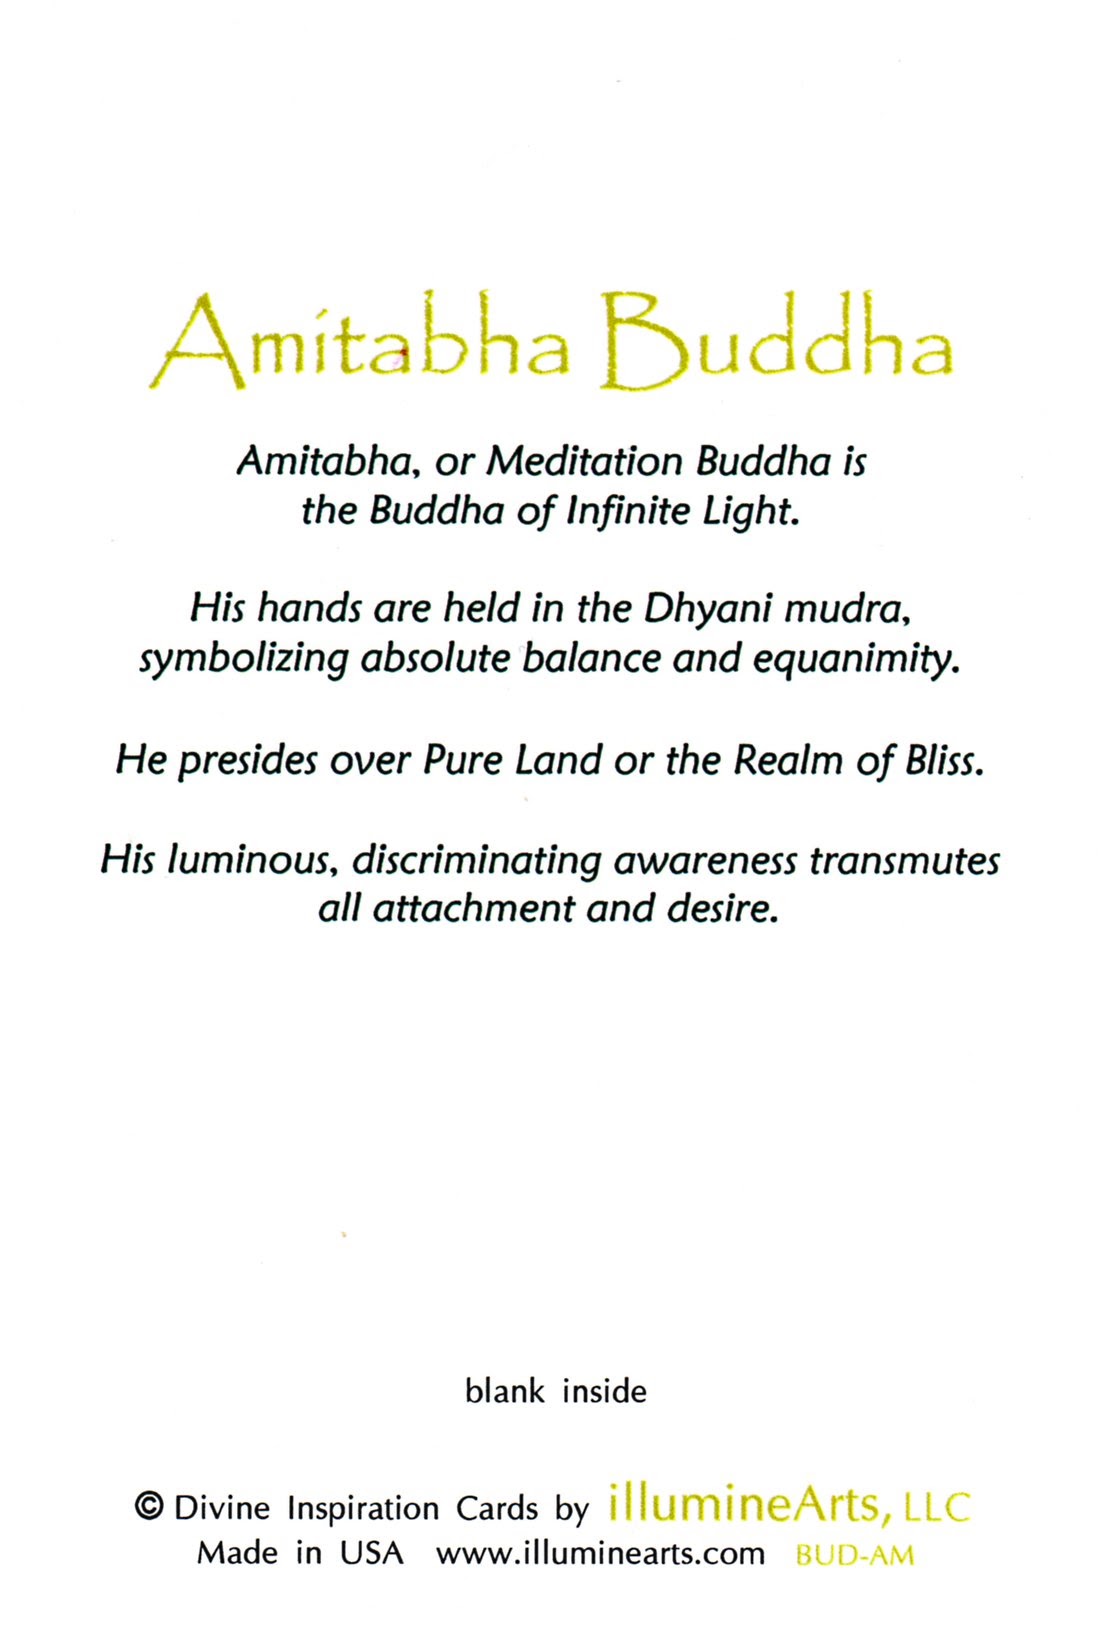 Amitabha Buddha
Amitabha, or Meditation Buddha is
the Buddha of Infinite Light.
His hands are held in the Dhyani mudra,
symbolizing absolute balance and equanimity.
He presides over Pure Land or the Realm of Bliss.
His luminous, discriminating awareness transmutes
all attachment and desire.
blank inside
© Divine Inspiration Cards by illumineArts, LLC
Made in USA www.illuminearts.com BUD-AM